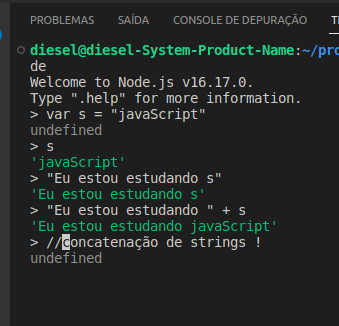 PROBLEMAS SAÍDA CONSOLE DE DEPURAÇÃO
diesel@diesel-System-Product-Name:~/pro
de
Welcome to Node.js v16.17.0.
Type ".help" for more information.
> var s = "javaScript"
undefined
> s
'javaScript'
> "Eu estou estudando s"
'Eu estou estudando s'
> "Eu estou estudando " + s
'Eu estou estudando javaScript'
> //concatenação de strings !
undefined